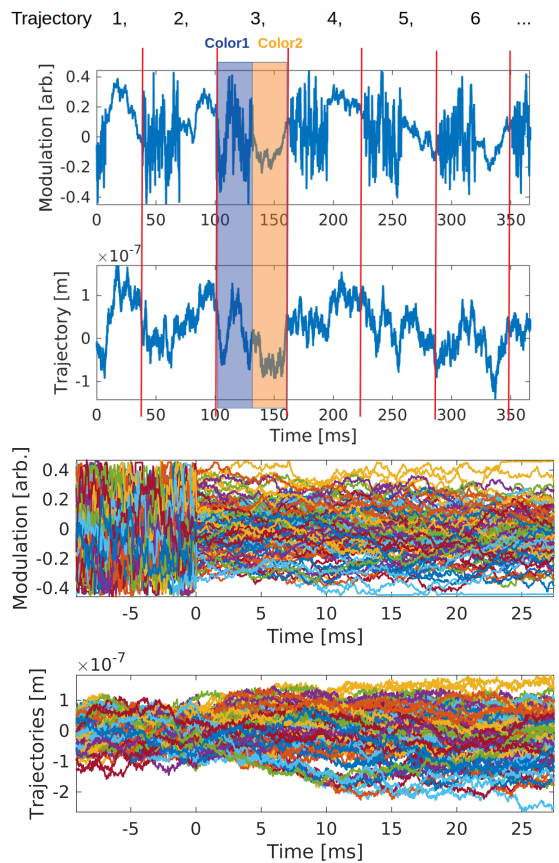 Trajectory 1, 2, 3, 4, 5, 6 ...
Color1 Color2
Modulation [arb.]
0.4
0.2
0
-0.2
-0.4
0 50 100 150 200 250 300 350
×10⁻⁷
Trajectory [m]
1
0
-1
0 50 100 150 200 250 300 350
Time [ms]
Modulation [arb.]
0.4
0.2
0
-0.2
-0.4
-5 0 5 10 15 20 25
Time [ms]
×10⁻⁷
Trajectories [m]
1
0
-1
-2
-5 0 5 10 15 20 25
Time [ms]